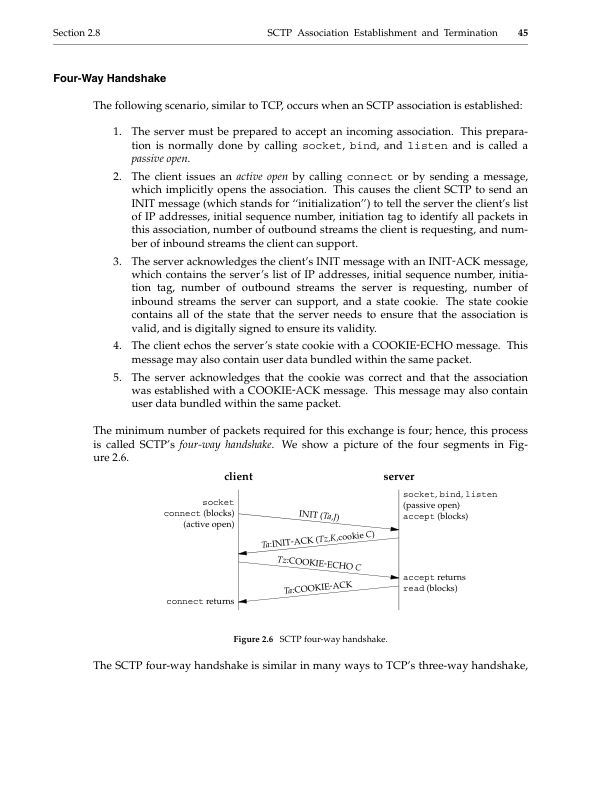 Section 2.8 SCTP Association Establishment and Termination 45
Four-Way Handshake
The following scenario, similar to TCP, occurs when an SCTP association is established:
1. The server must be prepared to accept an incoming association. This prepara-
tion is normally done by calling socket, bind, and listen and is called a
passive open.
2. The client issues an active open by calling connect or by sending a message,
which implicitly opens the association. This causes the client SCTP to send an
INIT message (which stands for “initialization”) to tell the server the client’s list
of IP addresses, initial sequence number, initiation tag to identify all packets in
this association, number of outbound streams the client is requesting, and num-
ber of inbound streams the client can support.
3. The server acknowledges the client’s INIT message with an INIT-ACK message,
which contains the server’s list of IP addresses, initial sequence number, initia-
tion tag, number of outbound streams the server is requesting, number of
inbound streams the server can support, and a state cookie. The state cookie
contains all of the state that the server needs to ensure that the association is
valid, and is digitally signed to ensure its validity.
4. The client echos the server’s state cookie with a COOKIE-ECHO message. This
message may also contain user data bundled within the same packet.
5. The server acknowledges that the cookie was correct and that the association
was established with a COOKIE-ACK message. This message may also contain
user data bundled within the same packet.
The minimum number of packets required for this exchange is four; hence, this process
is called SCTP’s four-way handshake. We show a picture of the four segments in Fig-
ure 2.6.
client server
socket, bind, listen
socket
(passive open)
connect (blocks)
INIT (Ta,J)
accept (blocks)
(active open)
Ta:INIT-ACK (Tz,K,cookie C)
Tz:COOKIE-ECHO C
accept returns
Ta:COOKIE-ACK
read (blocks)
connect returns
Figure 2.6 SCTP four-way handshake.
The SCTP four-way handshake is similar in many ways to TCP’s three-way handshake,